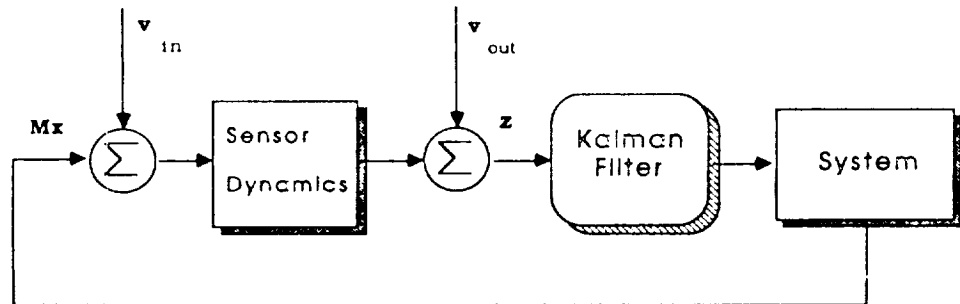 v in
v out
Mx
Σ
Sensor
Dynamics
Σ
z
Kalman
Filter
System